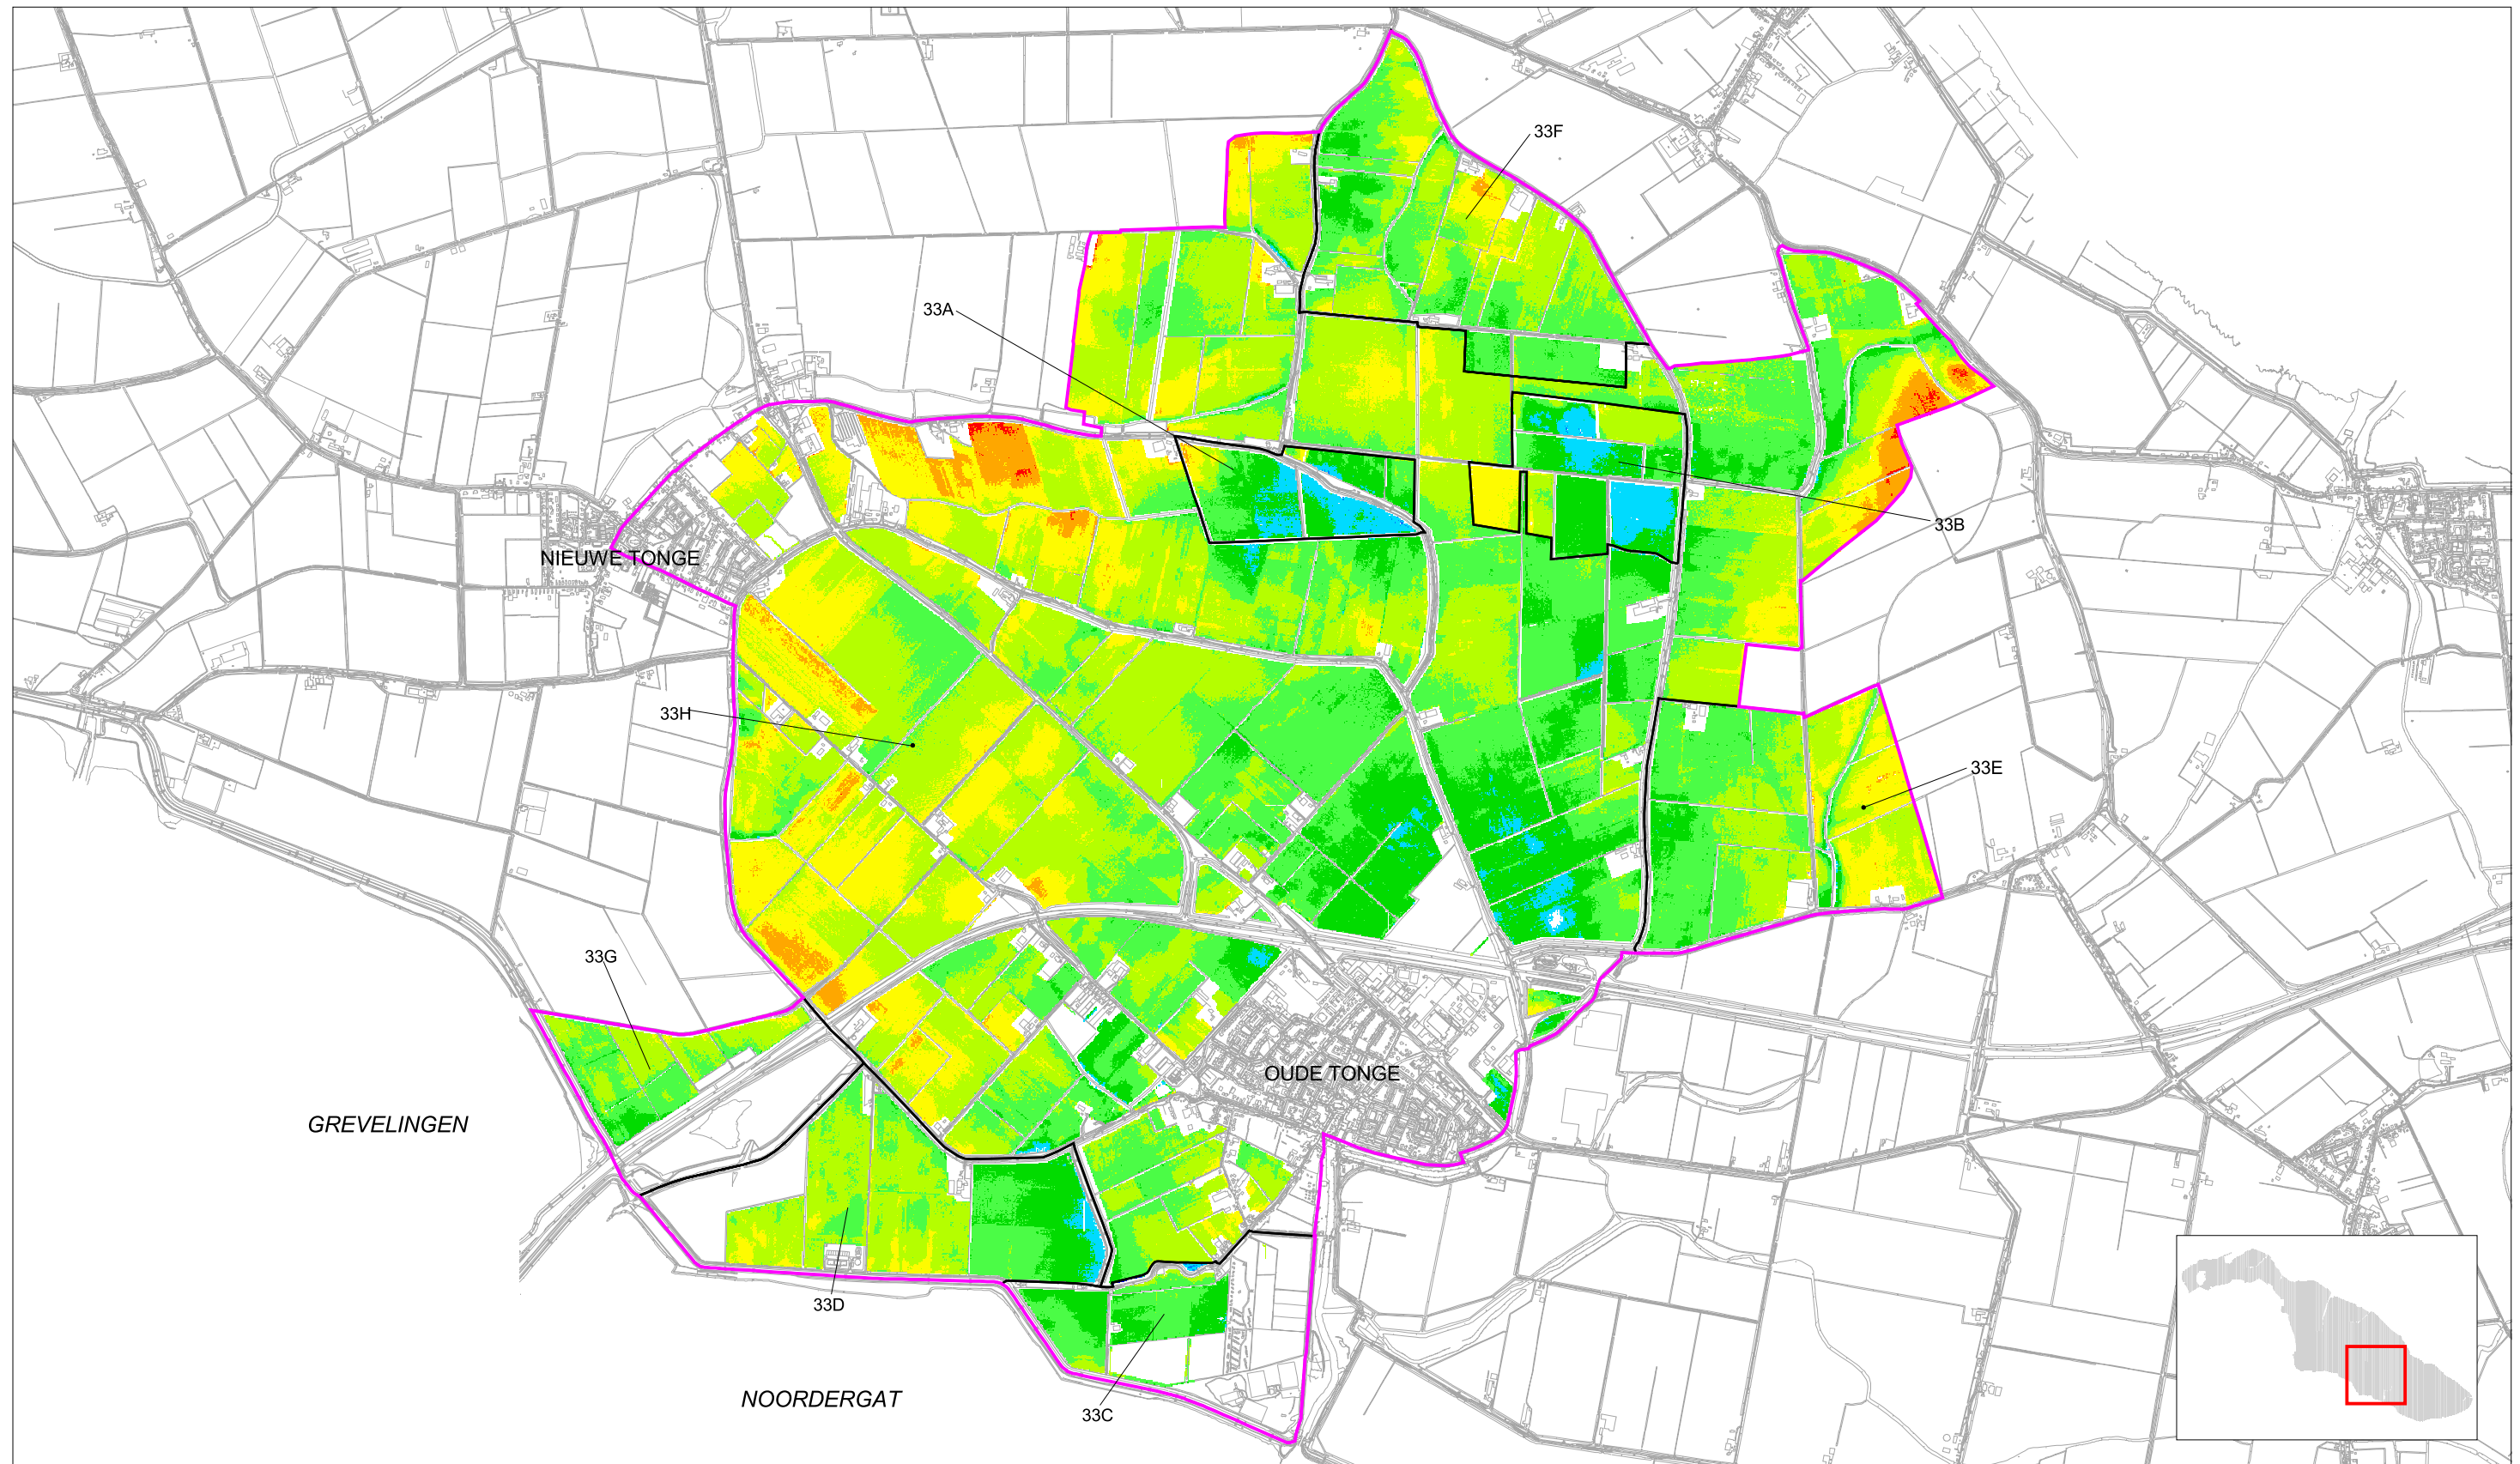 33F
33A
33B
NIEUWE TONGE
33H
33E
33G
OUDE TONGE
GREVELINGEN
33D
NOORDERGAT
33C